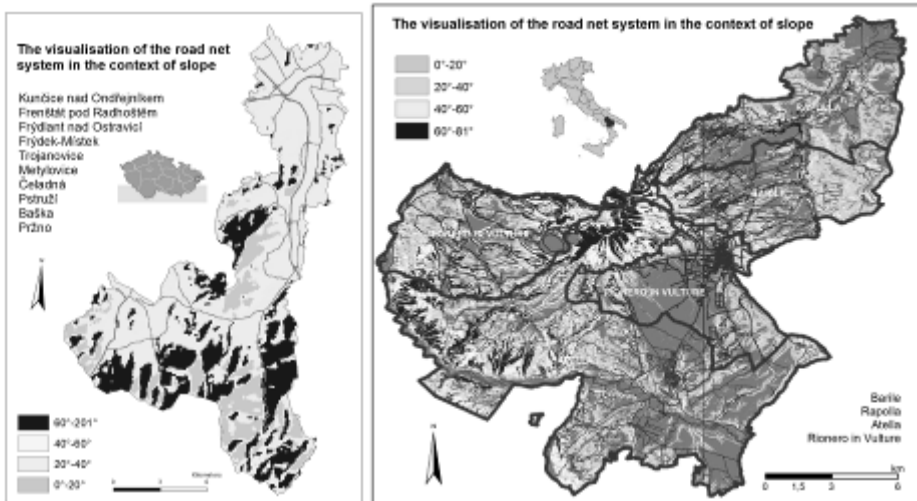 The visualisation of the road net
system in the context of slope
Kunčice nad Ondřejníkem
Frenštát pod Radhoštěm
Frýdlant nad Ostravicí
Frýdek-Místek
Trojanovice
Metylovice
Čeladná
Pstruží
Baška
Pržno
60°-201°
40°-60°
20°-40°
0°-20°
The visualisation of the road net system in the context of slope
0°-20°
20°-40°
40°-60°
60°-81°
Barile
Rapolla
Atella
Rionero in Vulture
km
0 1,5 3 6